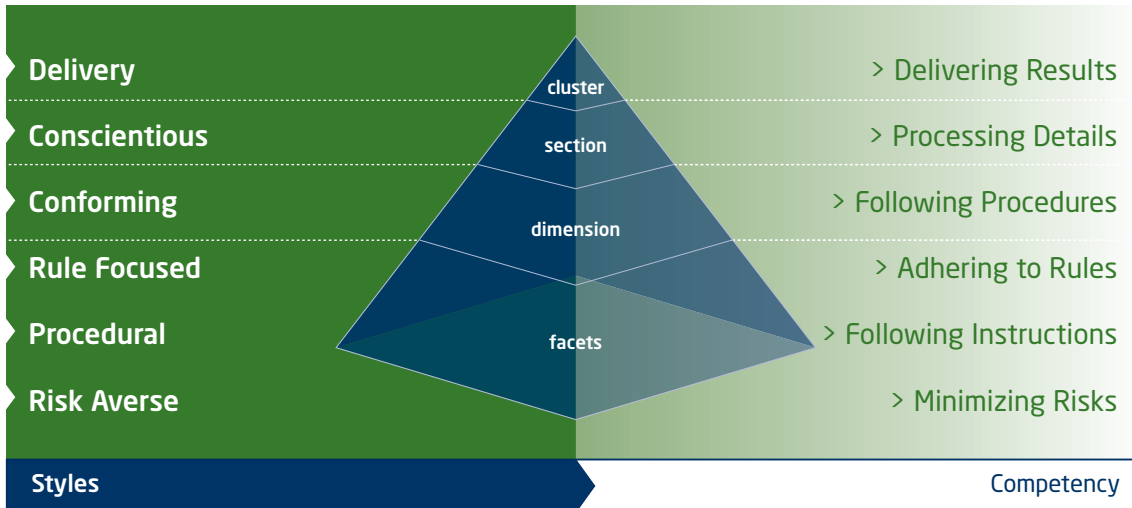 Delivery
cluster
> Delivering Results
Conscientious
section
> Processing Details
Conforming
dimension
> Following Procedures
Rule Focused
> Adhering to Rules
Procedural
facets
> Following Instructions
Risk Averse
> Minimizing Risks
Styles
Competency